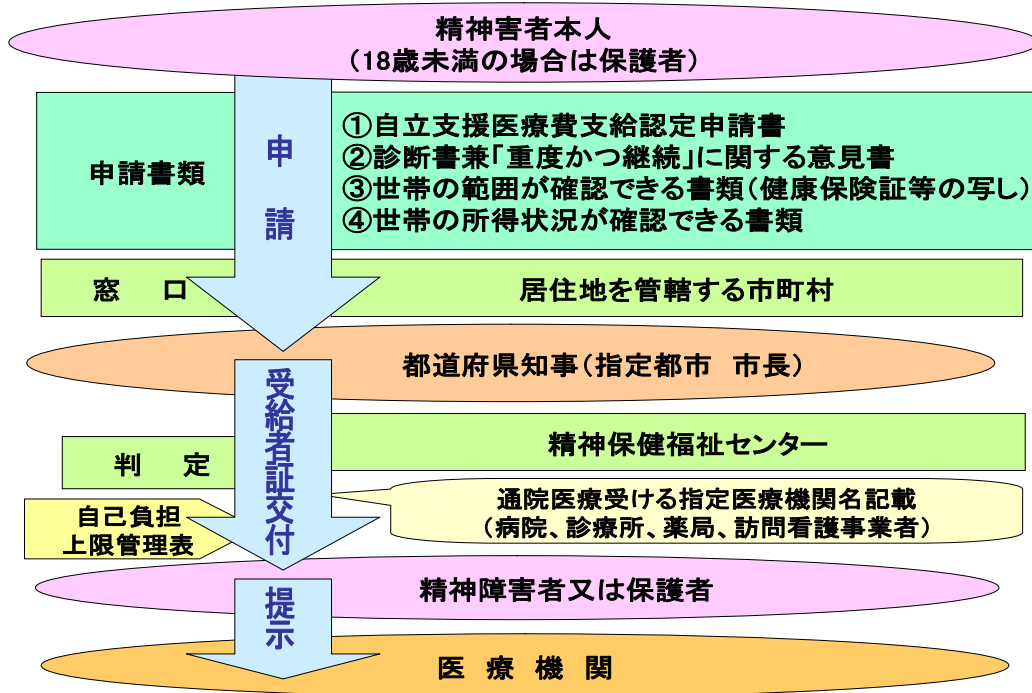 精神害者本人
（18歳未満の場合は保護者）
申請
申請書類
①自立支援医療費支給認定申請書
②診断書兼「重度かつ継続」に関する意見書
③世帯の範囲が確認できる書類（健康保険証等の写し）
④世帯の所得状況が確認できる書類
窓　口
居住地を管轄する市町村
都道府県知事（指定都市　市長）
受給者証交付
精神保健福祉センター
判　定
通院医療受ける指定医療機関名記載
（病院、診療所、薬局、訪問看護事業者）
自己負担
上限管理表
精神障害者又は保護者
提示
医 療 機 関